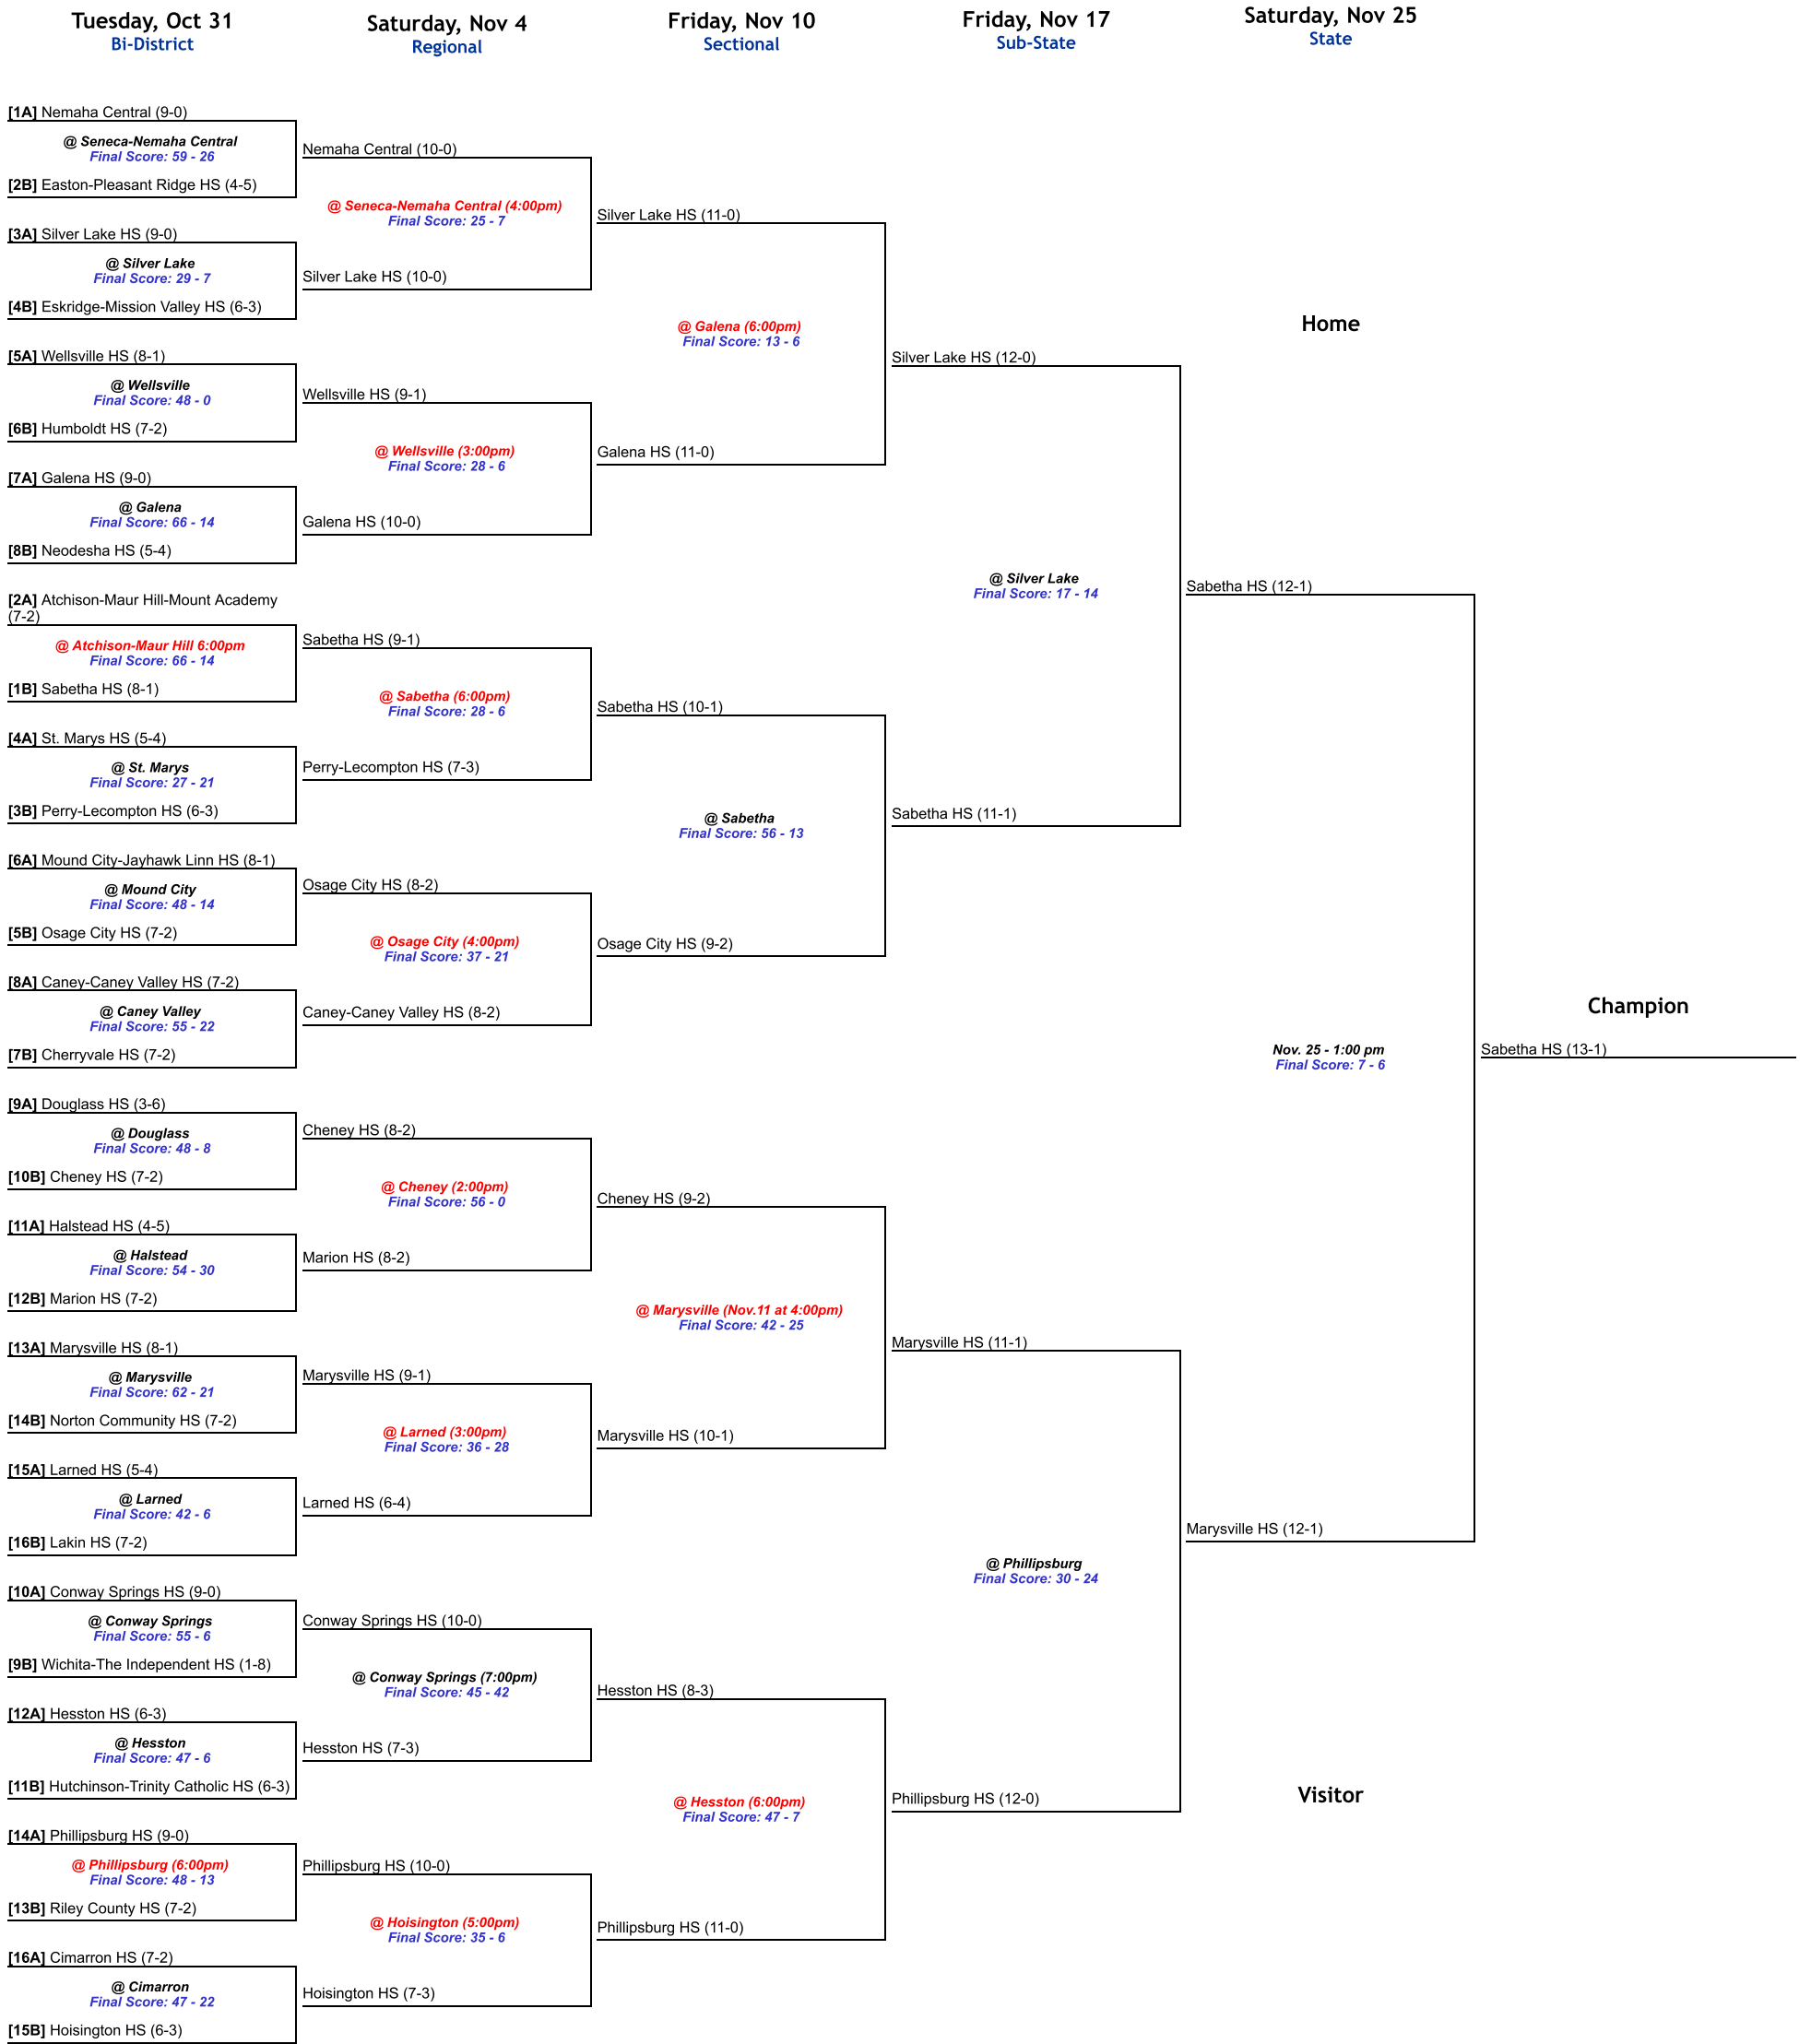 Tuesday, Oct 31
Bi-District
Saturday, Nov 4
Regional
Friday, Nov 10
Sectional
Friday, Nov 17
Sub-State
Saturday, Nov 25
State
[1A] Nemaha Central (9-0)
@ Seneca-Nemaha Central
Final Score: 59 - 26
[2B] Easton-Pleasant Ridge HS (4-5)
[3A] Silver Lake HS (9-0)
@ Silver Lake
Final Score: 29 - 7
[4B] Eskridge-Mission Valley HS (6-3)
[5A] Wellsville HS (8-1)
@ Wellsville
Final Score: 48 - 0
[6B] Humboldt HS (7-2)
[7A] Galena HS (9-0)
@ Galena
Final Score: 66 - 14
[8B] Neodesha HS (5-4)
[2A] Atchison-Maur Hill-Mount Academy
(7-2)
@ Atchison-Maur Hill 6:00pm
Final Score: 66 - 14
[1B] Sabetha HS (8-1)
[4A] St. Marys HS (5-4)
@ St. Marys
Final Score: 27 - 21
[3B] Perry-Lecompton HS (6-3)
[6A] Mound City-Jayhawk Linn HS (8-1)
@ Mound City
Final Score: 48 - 14
[5B] Osage City HS (7-2)
[8A] Caney-Caney Valley HS (7-2)
@ Caney Valley
Final Score: 55 - 22
[7B] Cherryvale HS (7-2)
[9A] Douglass HS (3-6)
@ Douglass
Final Score: 48 - 8
[10B] Cheney HS (7-2)
[11A] Halstead HS (4-5)
@ Halstead
Final Score: 54 - 30
[12B] Marion HS (7-2)
[13A] Marysville HS (8-1)
@ Marysville
Final Score: 62 - 21
[14B] Norton Community HS (7-2)
[15A] Larned HS (5-4)
@ Larned
Final Score: 42 - 6
[16B] Lakin HS (7-2)
[10A] Conway Springs HS (9-0)
@ Conway Springs
Final Score: 55 - 6
[9B] Wichita-The Independent HS (1-8)
[12A] Hesston HS (6-3)
@ Hesston
Final Score: 47 - 6
[11B] Hutchinson-Trinity Catholic HS (6-3)
[14A] Phillipsburg HS (9-0)
@ Phillipsburg (6:00pm)
Final Score: 48 - 13
[13B] Riley County HS (7-2)
[16A] Cimarron HS (7-2)
@ Cimarron
Final Score: 47 - 22
[15B] Hoisington HS (6-3)
Nemaha Central (10-0)
@ Seneca-Nemaha Central (4:00pm)
Final Score: 25 - 7
Silver Lake HS (10-0)
Wellsville HS (9-1)
@ Wellsville (3:00pm)
Final Score: 28 - 6
Galena HS (10-0)
Sabetha HS (9-1)
@ Sabetha (6:00pm)
Final Score: 28 - 6
Perry-Lecompton HS (7-3)
Osage City HS (8-2)
@ Osage City (4:00pm)
Final Score: 37 - 21
Caney-Caney Valley HS (8-2)
Cheney HS (8-2)
@ Cheney (2:00pm)
Final Score: 56 - 0
Marion HS (8-2)
Marysville HS (9-1)
@ Larned (3:00pm)
Final Score: 36 - 28
Larned HS (6-4)
Conway Springs HS (10-0)
@ Conway Springs (7:00pm)
Final Score: 45 - 42
Hesston HS (7-3)
Phillipsburg HS (10-0)
@ Hoisington (5:00pm)
Final Score: 35 - 6
Hoisington HS (7-3)
Silver Lake HS (11-0)
@ Galena (6:00pm)
Final Score: 13 - 6
Galena HS (11-0)
Sabetha HS (10-1)
@ Sabetha
Final Score: 56 - 13
Osage City HS (9-2)
Cheney HS (9-2)
@ Marysville (Nov.11 at 4:00pm)
Final Score: 42 - 25
Marysville HS (10-1)
Hesston HS (8-3)
@ Hesston (6:00pm)
Final Score: 47 - 7
Phillipsburg HS (11-0)
Silver Lake HS (12-0)
@ Silver Lake
Final Score: 17 - 14
Sabetha HS (11-1)
Marysville HS (11-1)
@ Phillipsburg
Final Score: 30 - 24
Phillipsburg HS (12-0)
Home
Sabetha HS (12-1)
Nov. 25 - 1:00 pm
Final Score: 7 - 6
Marysville HS (12-1)
Visitor
Champion
Sabetha HS (13-1)